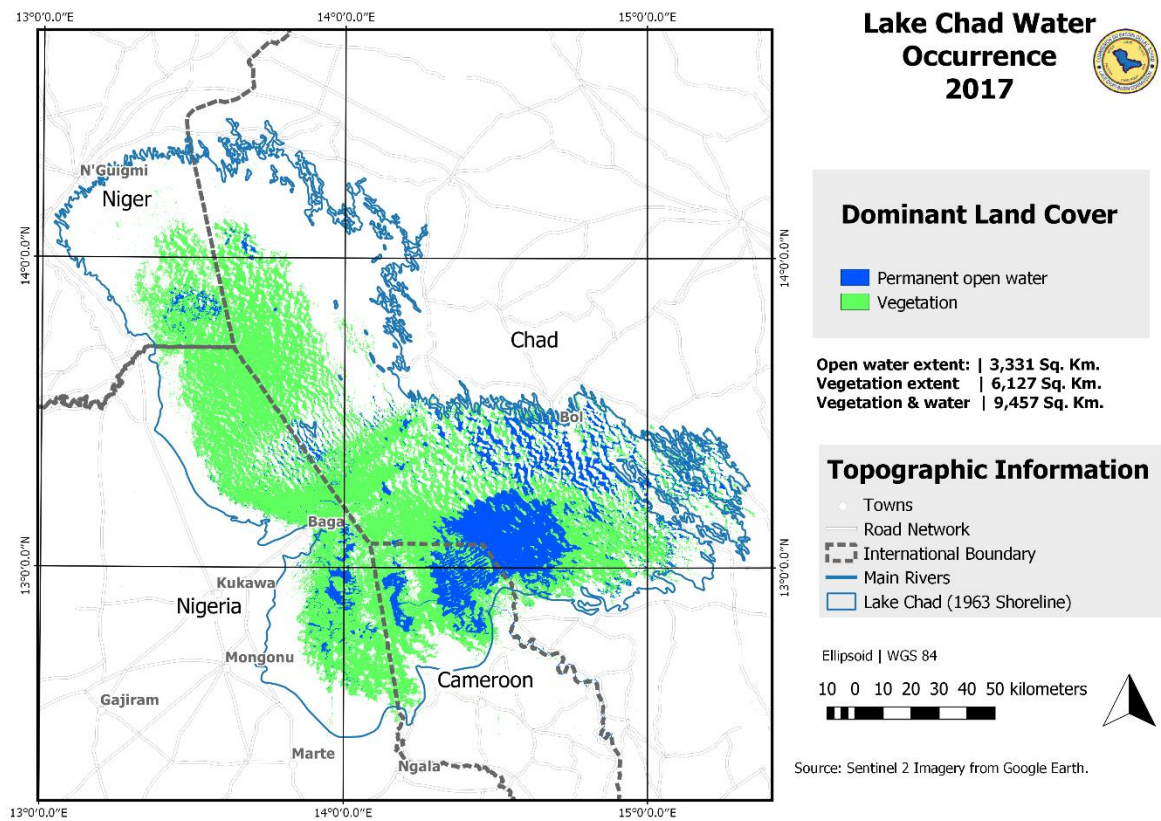 13°0'0.0"E
14°0'0.0"E
15°0'0.0"E
14°0'0.0"N
14°0'0.0"N
13°0'0.0"N
13°0'0.0"N
N'Guigmi
Niger
Chad
Bol
Baga
Kukawa
Nigeria
Mongonu
Cameroon
Gajiram
Marte
Ngala
13°0'0.0"E
14°0'0.0"E
15°0'0.0"E
Lake Chad Water
Occurrence
2017
Dominant Land Cover
Permanent open water
Vegetation
Open water extent: | 3,331 Sq. Km.
Vegetation extent | 6,127 Sq. Km.
Vegetation & water | 9,457 Sq. Km.
Topographic Information
Towns
Road Network
International Boundary
Main Rivers
Lake Chad (1963 Shoreline)
Ellipsoid | WGS 84
10 0 10 20 30 40 50 kilometers
Source: Sentinel 2 Imagery from Google Earth.